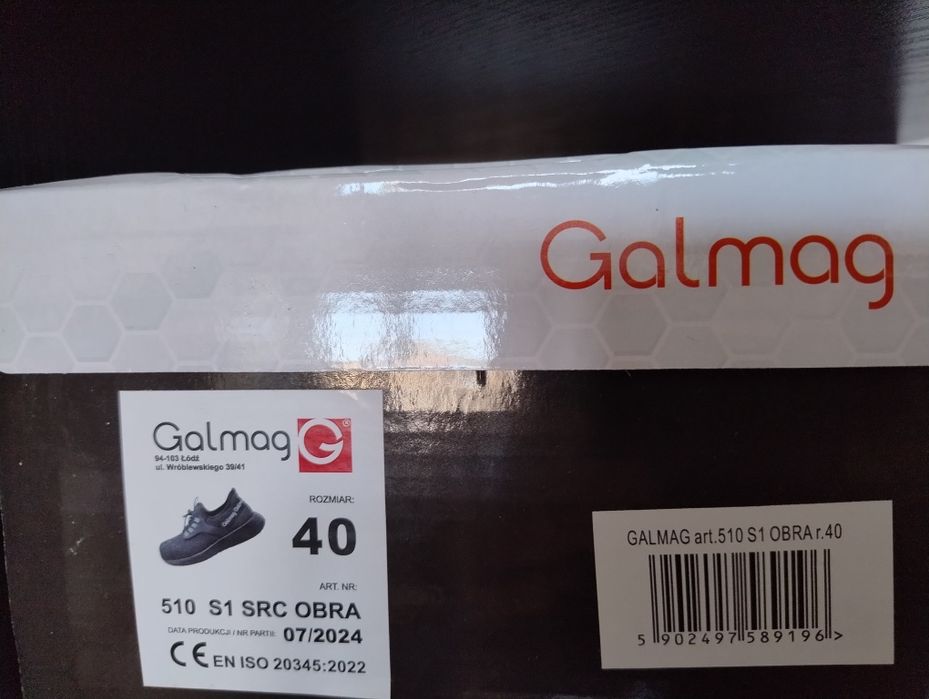 Galmag
Galmag G®
94-103 Łódź
ul. Wróblewskiego 39/41
ROZMIAR:
40
ART. NR:
510 S1 SRC OBRA
DATA PRODUKCJI / NR PARTII: 07/2024
CE EN ISO 20345:2022
GALMAG art.510 S1 OBRA r.40
5 902497 589196 >